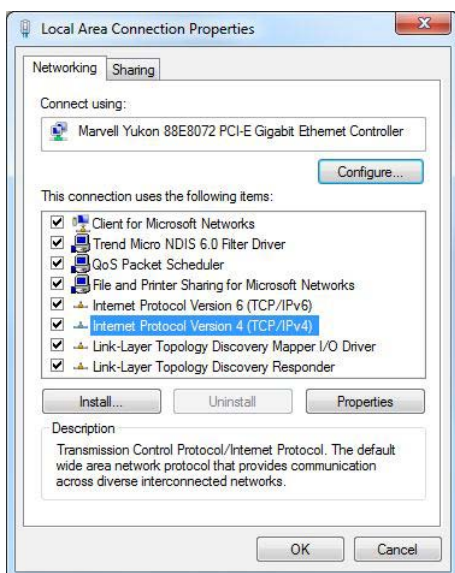 Local Area Connection Properties
Networking Sharing
Connect using:
Marvell Yukon 88E8072 PCI-E Gigabit Ethernet Controller
Configure...
This connection uses the following items:
Client for Microsoft Networks
Trend Micro NDIS 6.0 Filter Driver
QoS Packet Scheduler
File and Printer Sharing for Microsoft Networks
Internet Protocol Version 6 (TCP/IPv6)
Internet Protocol Version 4 (TCP/IPv4)
Link-Layer Topology Discovery Mapper I/O Driver
Link-Layer Topology Discovery Responder
Install... Uninstall Properties
Description
Transmission Control Protocol/Internet Protocol. The default
wide area network protocol that provides communication
across diverse interconnected networks.
OK Cancel